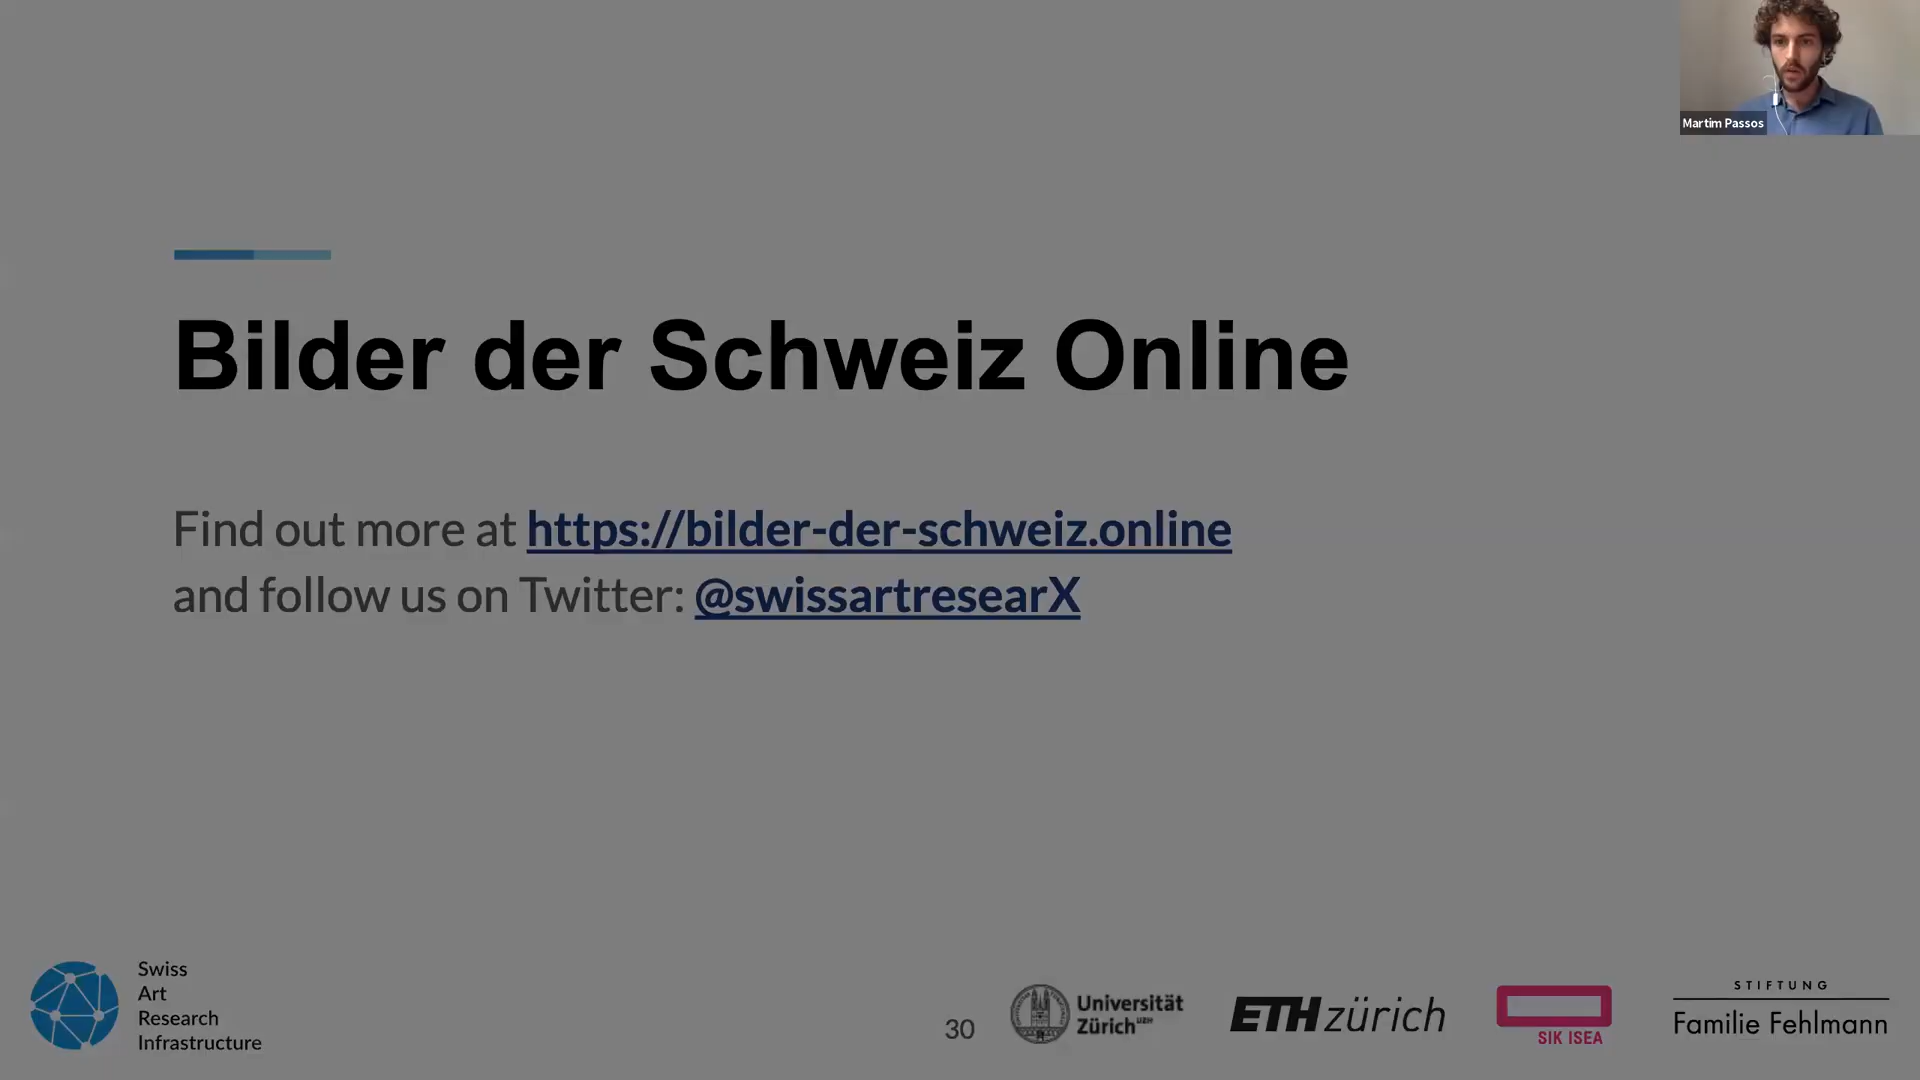 Martim Passos
Bilder der Schweiz Online
Find out more at https://bilder-der-schweiz.online
and follow us on Twitter: @swissartresearX
Swiss
Art
Research
Infrastructure
30
Universität
Zürich UZH
ETH zürich
SIK ISEA
STIFTUNG
Familie Fehlmann